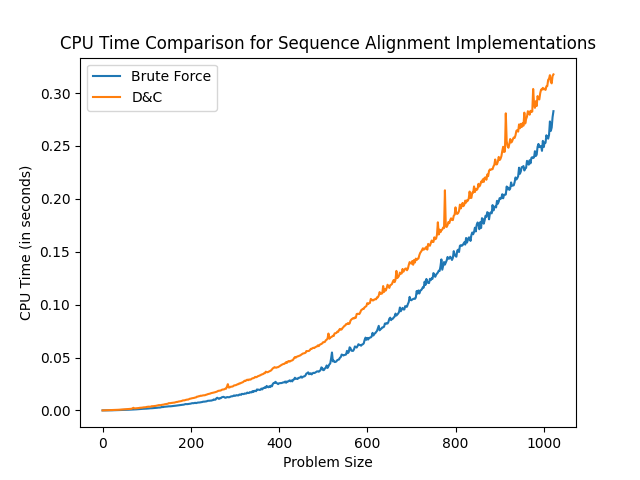 CPU Time Comparison for Sequence Alignment Implementations
Brute Force
D&C
0.30
0.25
0.20
0.15
0.10
0.05
0.00
CPU Time (in seconds)
0
200
400
600
800
1000
Problem Size